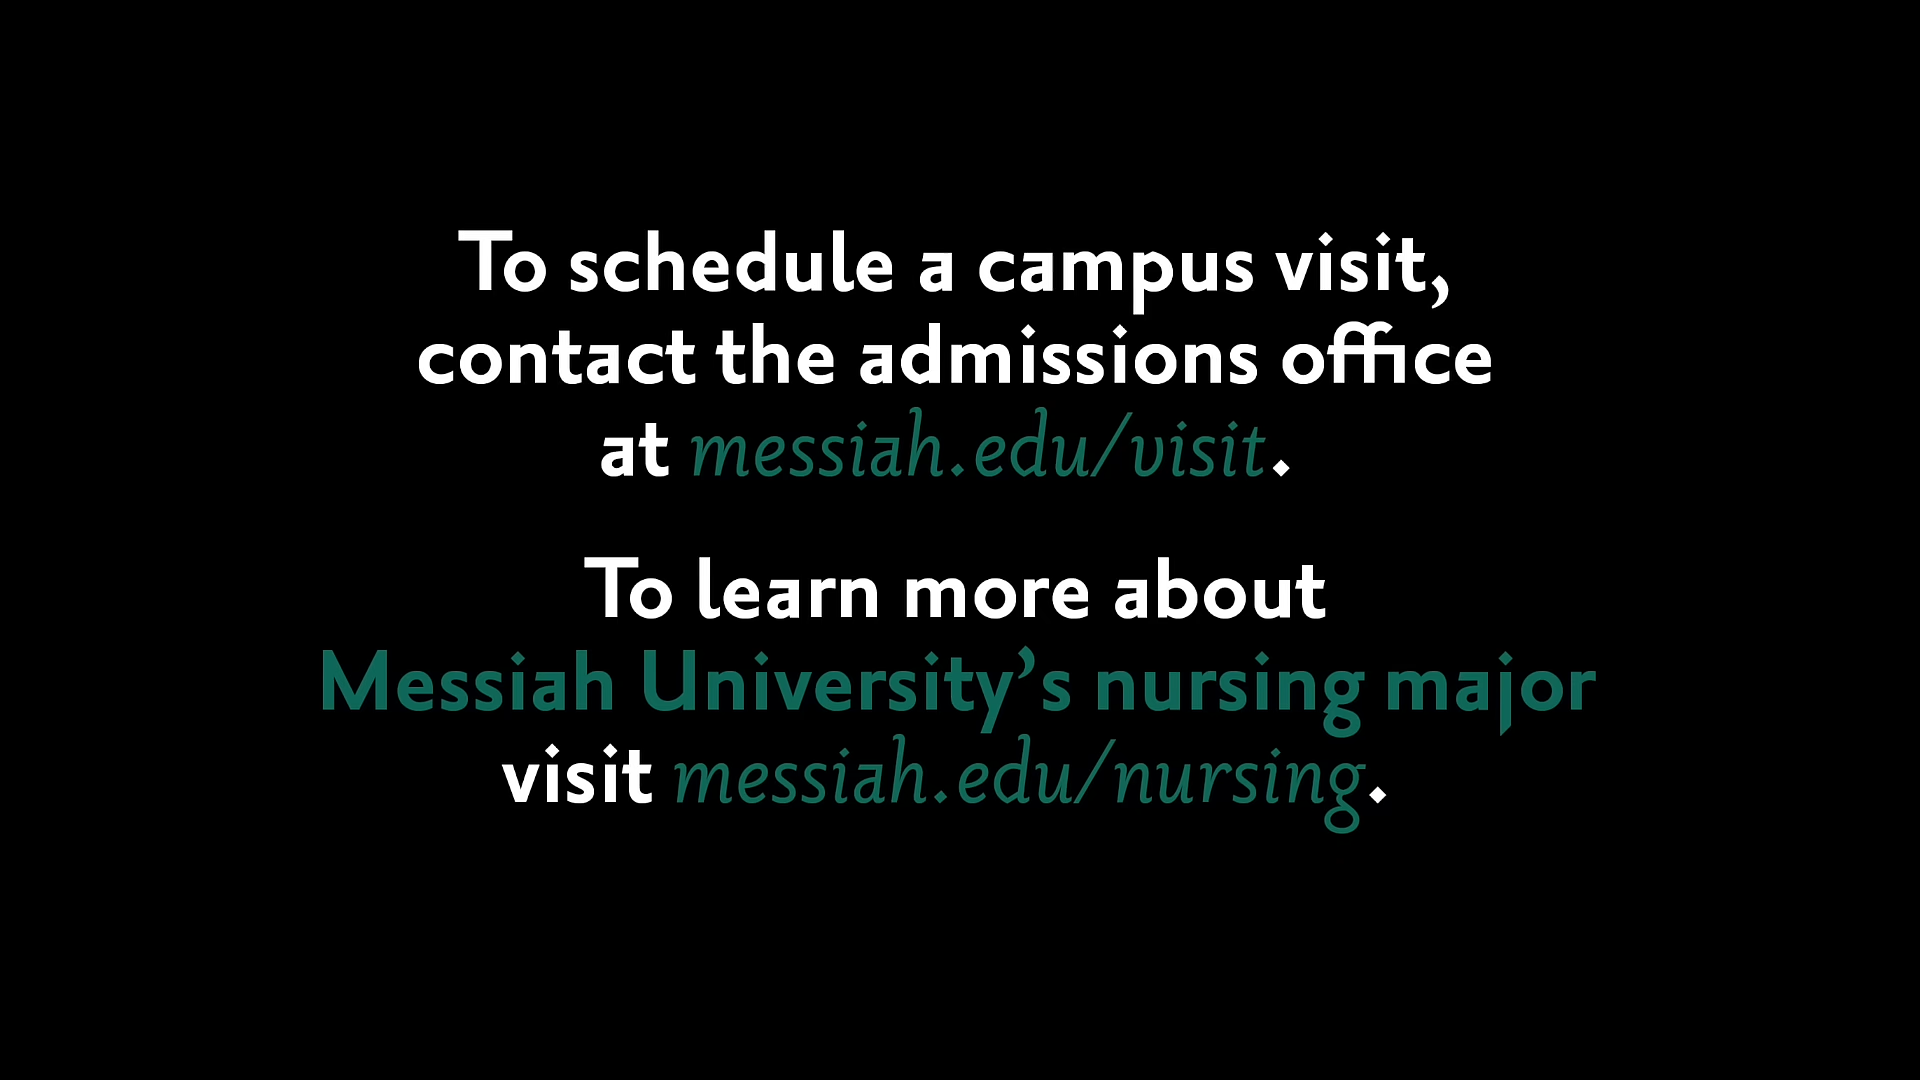 To schedule a campus visit,
contact the admissions office
at messiah.edu/visit.
To learn more about
Messiah University’s nursing major
visit messiah.edu/nursing.